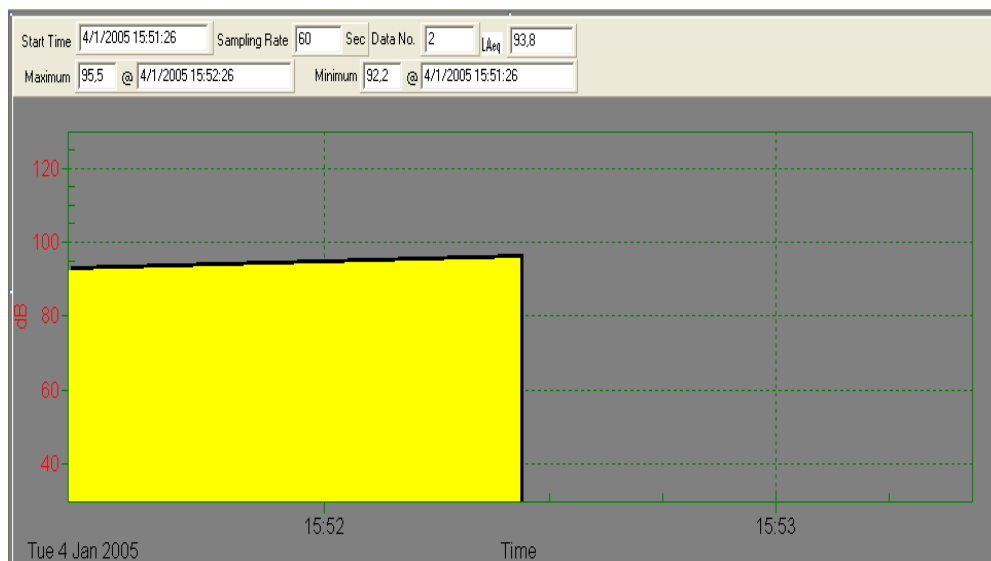 Start Time 4/1/2005 15:51:26 Sampling Rate 60 Sec Data No. 2 LAeq 93,8
Maximum 95,5 @ 4/1/2005 15:52:26 Minimum 92,2 @ 4/1/2005 15:51:26
120
100
80
dB
60
40
15:52 15:53
Tue 4 Jan 2005 Time